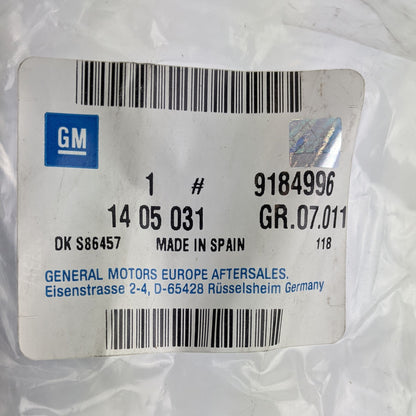 GM
1 # 9184996
14 05 031 GR.07.011
DK S86457 MADE IN SPAIN 118
GENERAL MOTORS EUROPE AFTERSALES.
Eisenstrasse 2-4, D-65428 Rüsselsheim Germany